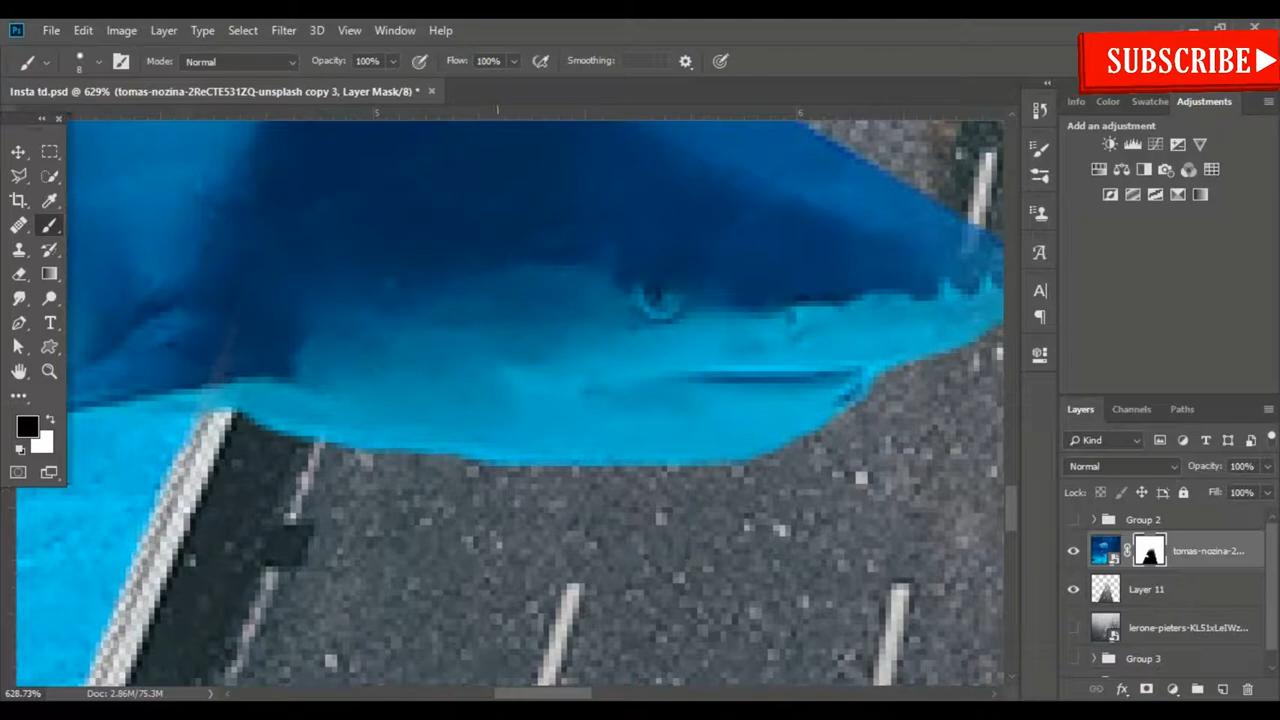 File Edit Image Layer Type Select Filter 3D View Window Help
SUBSCRIBE
8 Mode: Normal Opacity: 100% Flow: 100% Smoothing:
Insta td.psd @ 629% (tomas-nozina-2ReCTE531ZQ-unsplash copy 3, Layer Mask/8) *
Info Color Swatche Adjustments
5 6
Add an adjustment
Layers Channels Paths
Kind
Normal Opacity: 100%
Lock: Fill: 100%
Group 2
tomas-nozina-2...
Layer 11
lerone-pieters-KL51xLeIWz...
Group 3
628.73% Doc: 2.86M/75.3M